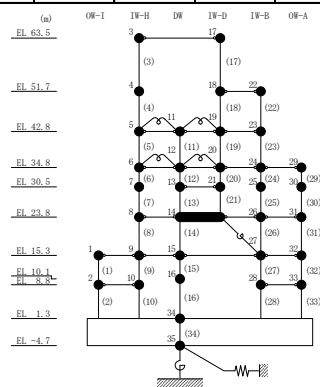 (m) OW-I IW-H DW IW-D IW-B OW-A
EL 63.5 3 17
(3) (17)
EL 51.7 4 18 22
(4) 11 19 (18) (22)
EL 42.8 5 23
(5) 12 (11) 20 (19) (23)
EL 34.8 6 24 29
(6) (12) (20) (24) (29)
EL 30.5 7 13 21 25 30
(7) (13) (21) (25) (30)
EL 23.8 8 14 26 31
(8) (14) 27 (26) (31)
EL 15.3 1 9 15 32
(1) (9) (15) (27) (32)
EL 10.1 16
EL 8.8 2 10 28 33
(2) (10) (16) (28) (33)
EL 1.3 34
(34)
EL -4.7 35